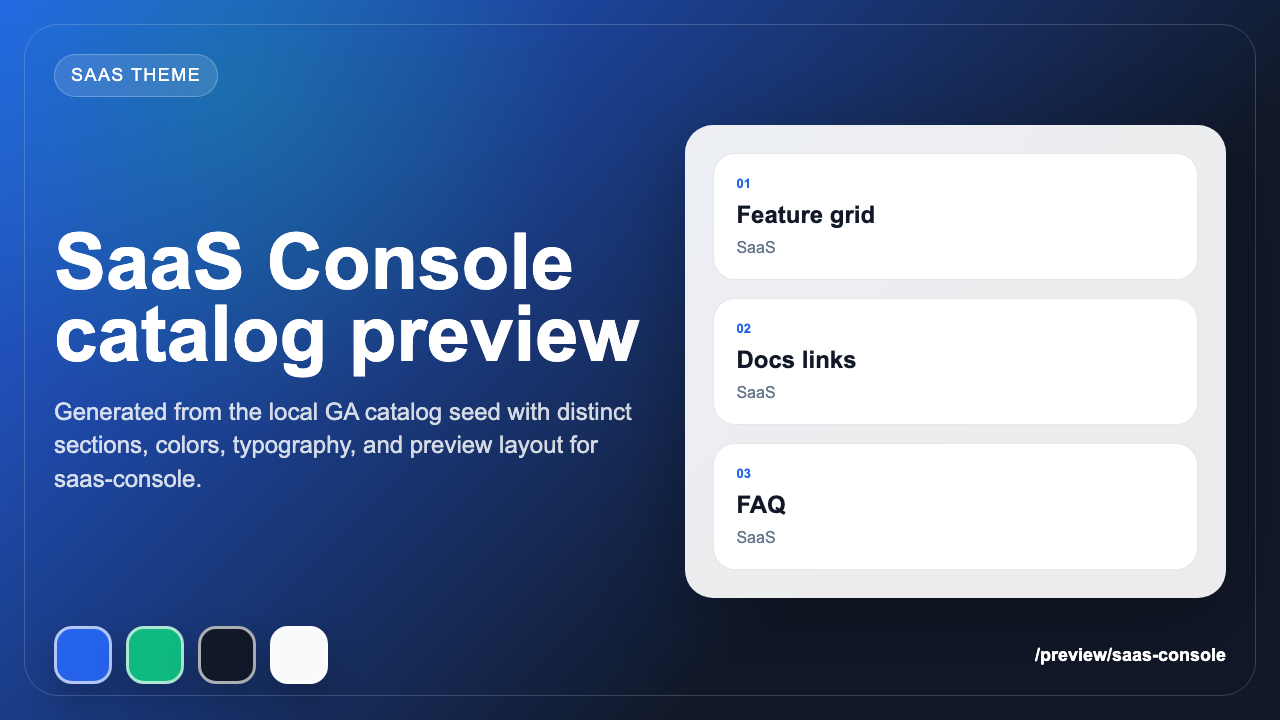 SAAS THEME
SaaS Console
catalog preview
Generated from the local GA catalog seed with distinct
sections, colors, typography, and preview layout for
saas-console.
01
Feature grid
SaaS
02
Docs links
SaaS
03
FAQ
SaaS
/preview/saas-console